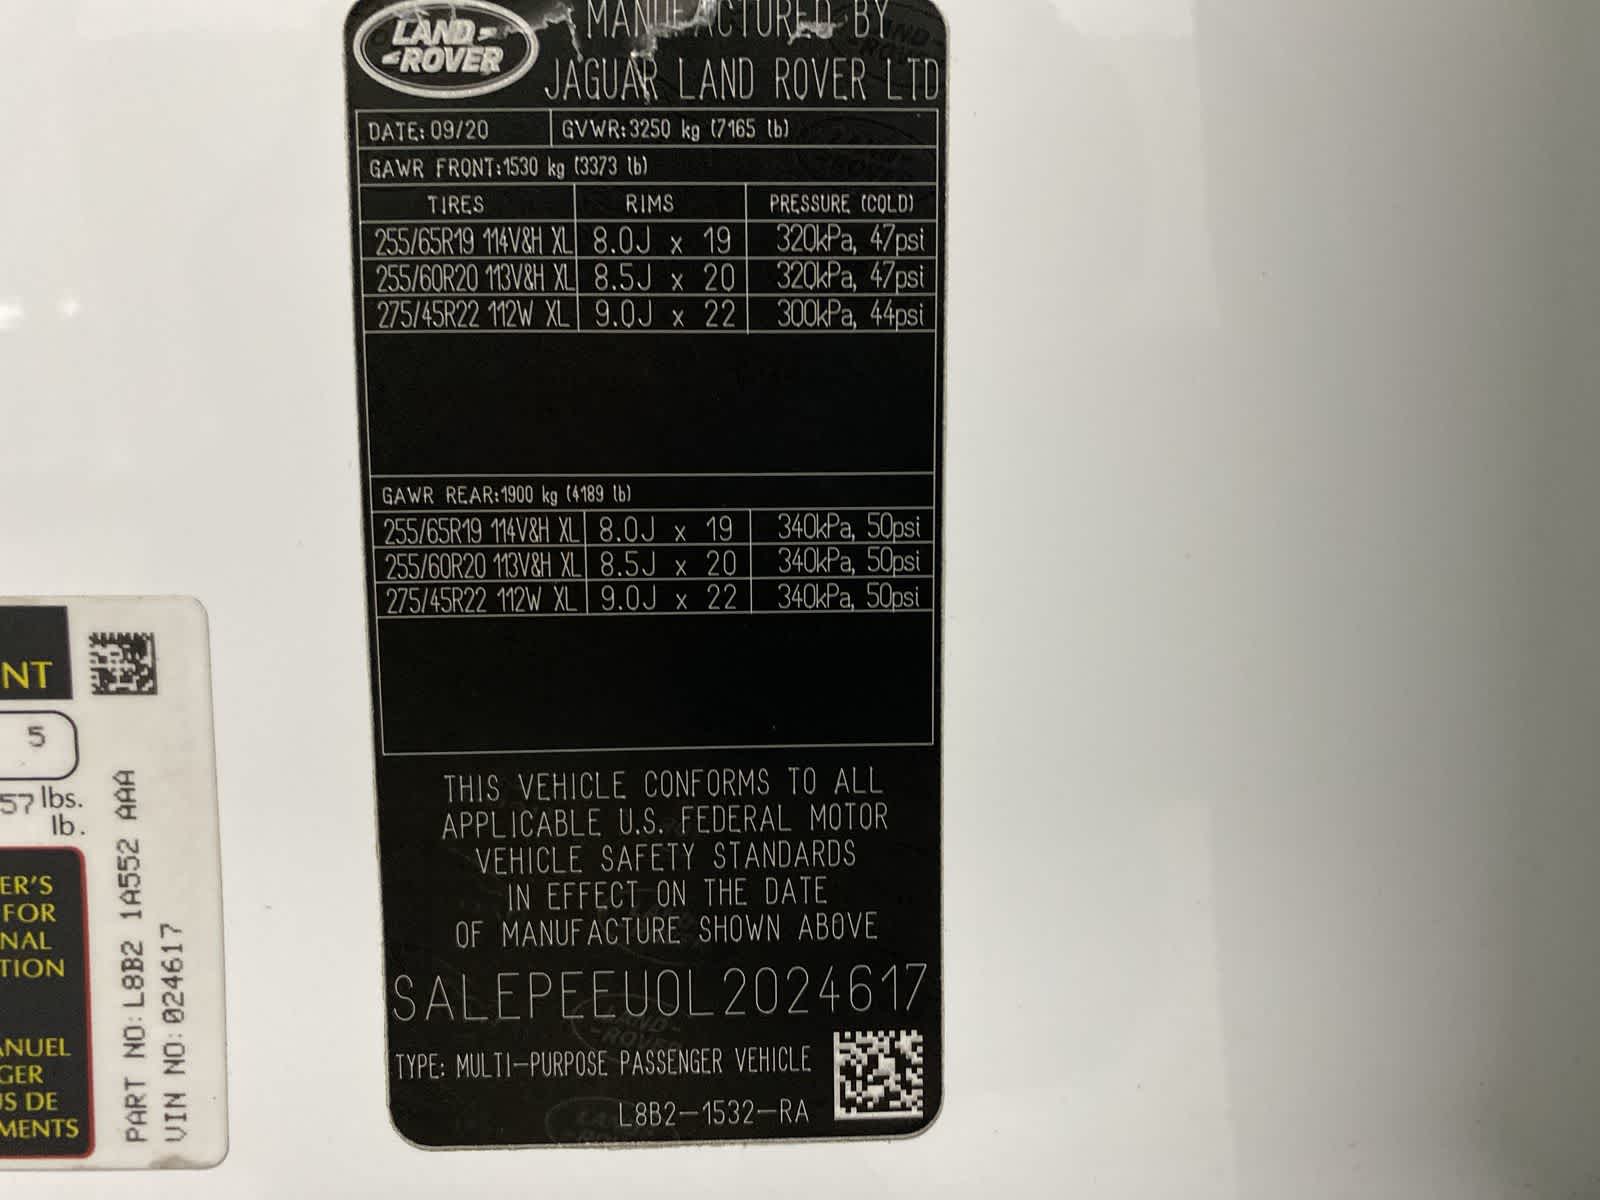 LAND-
-ROVER
MANUFACTURED BY
JAGUAR LAND ROVER LTD
DATE: 09/20 GVWR:3250 kg (7165 lb)
GAWR FRONT:1530 kg (3373 lb)
TIRES RIMS PRESSURE (COLD)
255/65R19 114V&H XL 8.0J x 19 320kPa, 47psi
255/60R20 113V&H XL 8.5J x 20 320kPa, 47psi
275/45R22 112W XL 9.0J x 22 300kPa, 44psi
GAWR REAR:1900 kg (4189 lb)
255/65R19 114V&H XL 8.0J x 19 340kPa, 50psi
255/60R20 113V&H XL 8.5J x 20 340kPa, 50psi
275/45R22 112W XL 9.0J x 22 340kPa, 50psi
THIS VEHICLE CONFORMS TO ALL
APPLICABLE U.S. FEDERAL MOTOR
VEHICLE SAFETY STANDARDS
IN EFFECT ON THE DATE
OF MANUFACTURE SHOWN ABOVE
SALEPEEU0L2024617
TYPE: MULTI-PURPOSE PASSENGER VEHICLE
L8B2-1532-RA
NT
5
57 lbs.
lb.
ER'S
FOR
NAL
TION
ANUEL
GER
US DE
MENTS
PART NO:L8B2 1A552 AAA
VIN NO:024617